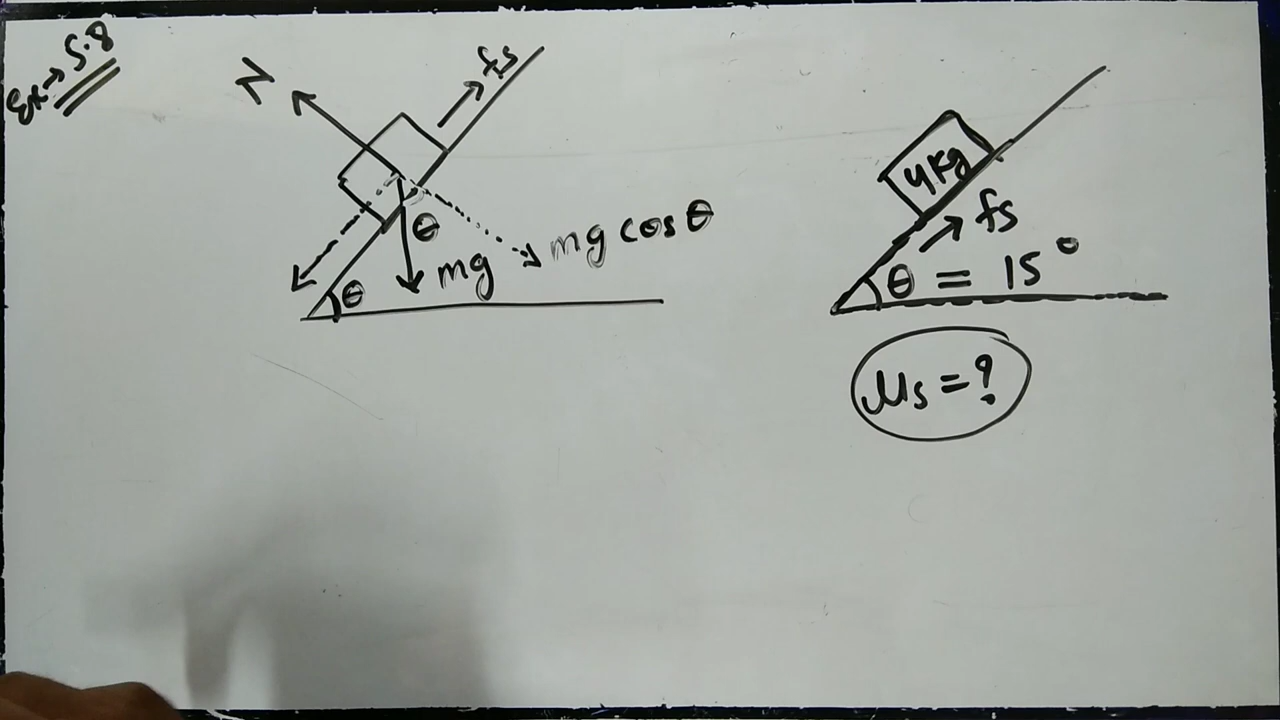 Ex → 5.8
N
fs
θ
mg cos θ
mg
θ
4kg
fs
θ = 15°
μs = ?